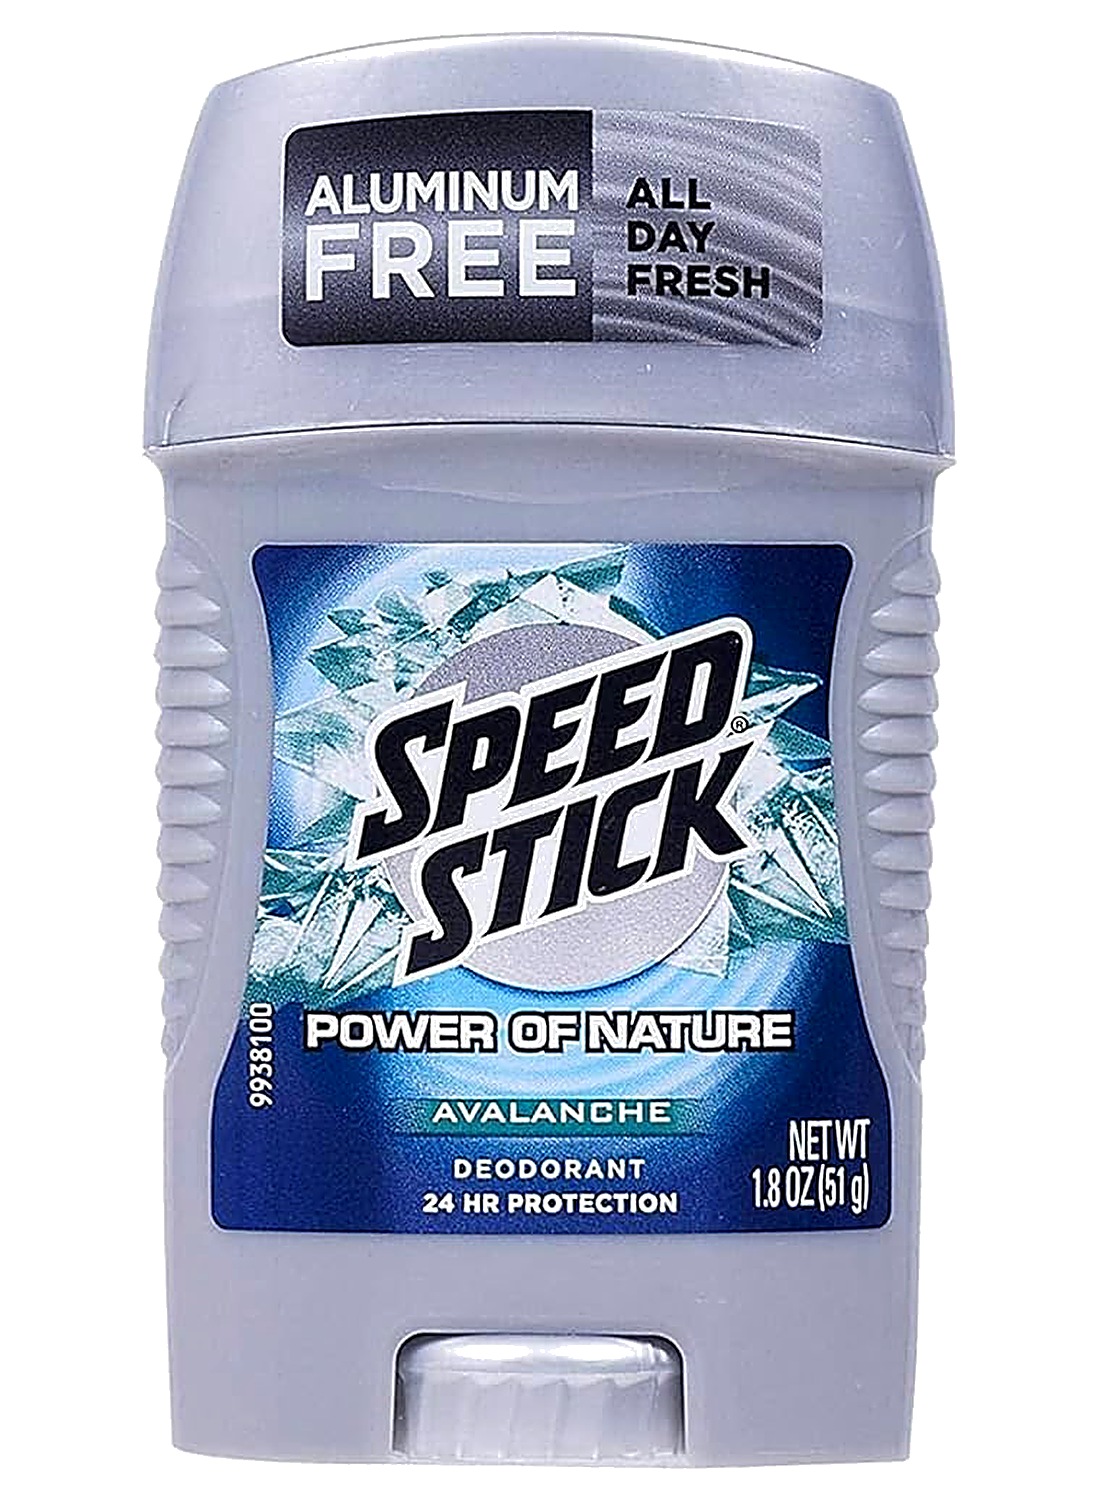 ALUMINUM
FREE
ALL
DAY
FRESH
SPEED
STICK®
POWER OF NATURE
AVALANCHE
DEODORANT
24 HR PROTECTION
NET WT
1.8 OZ (51 g)
9938100